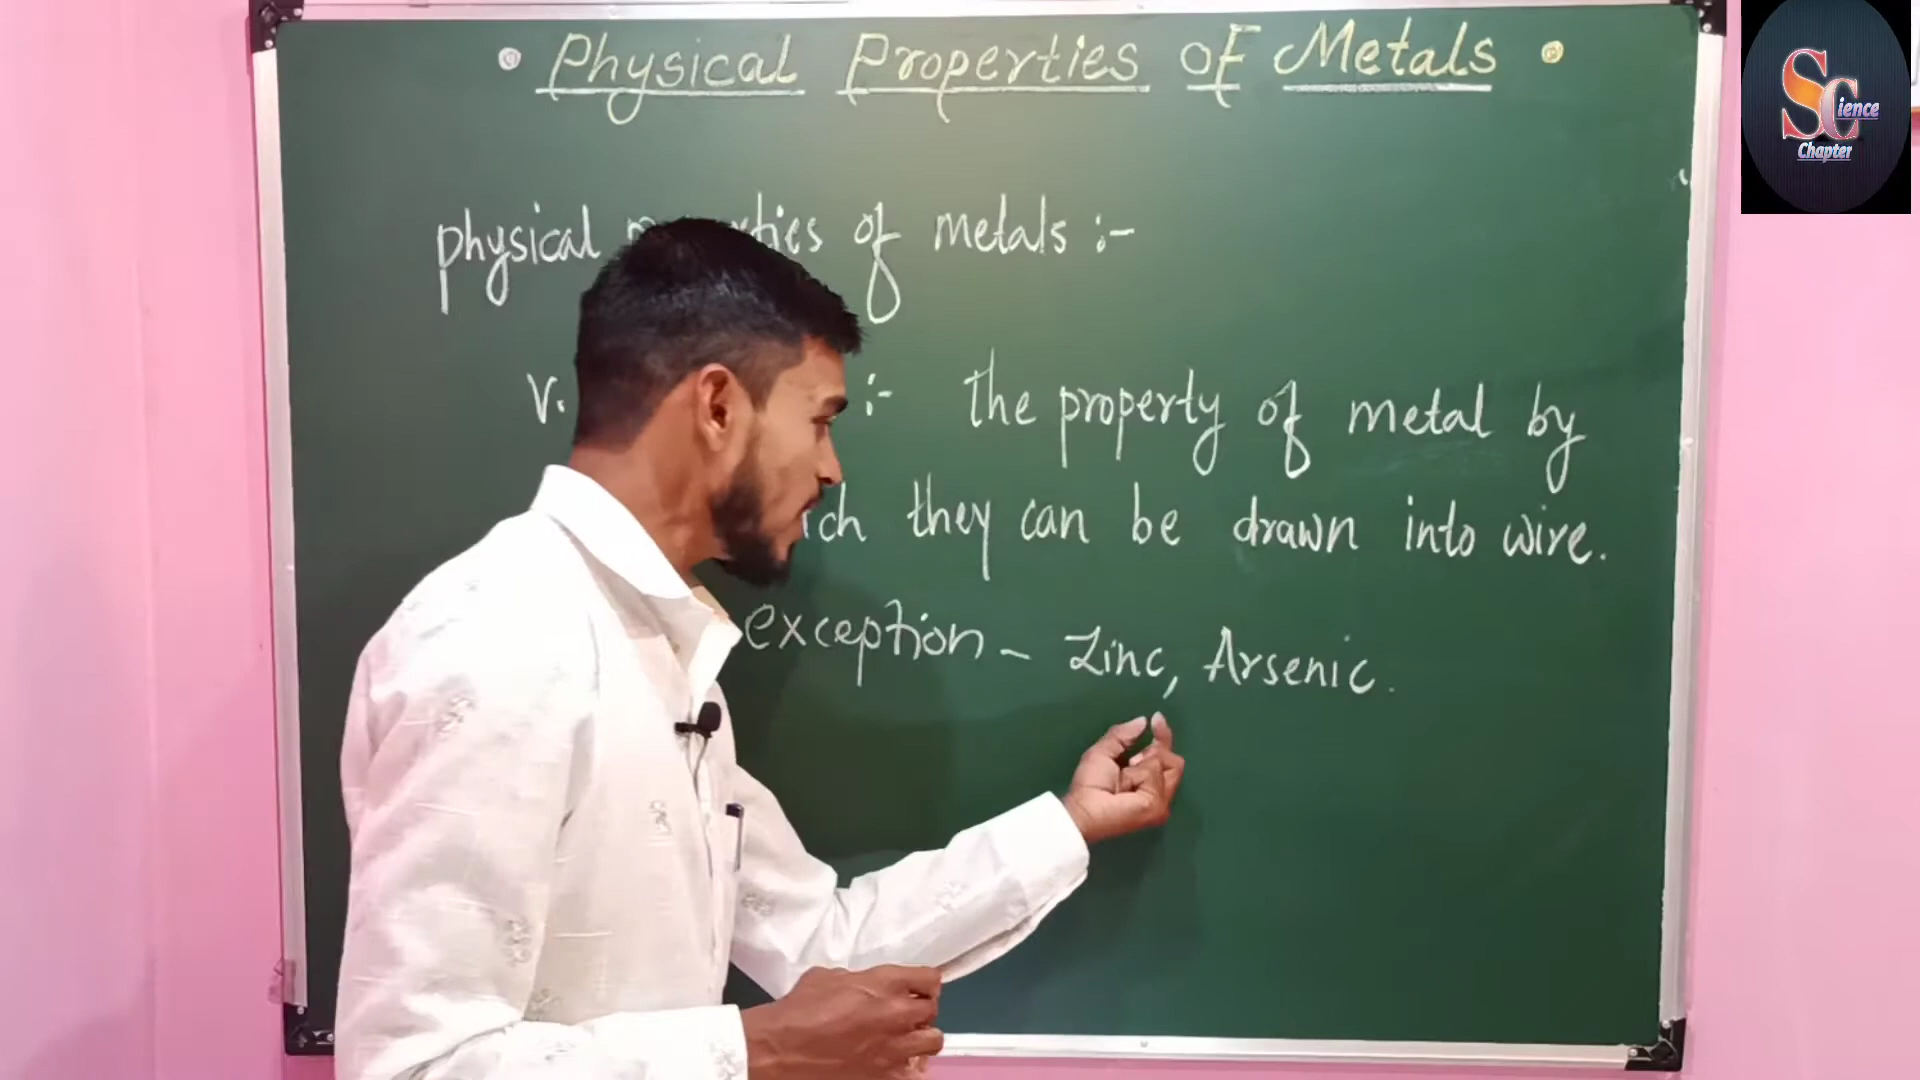 • Physical Properties of Metals •
physical of metals :-
V. :- The property of metal by
they can be drawn into wire.
exception - Zinc, Arsenic.
Science
Chapter